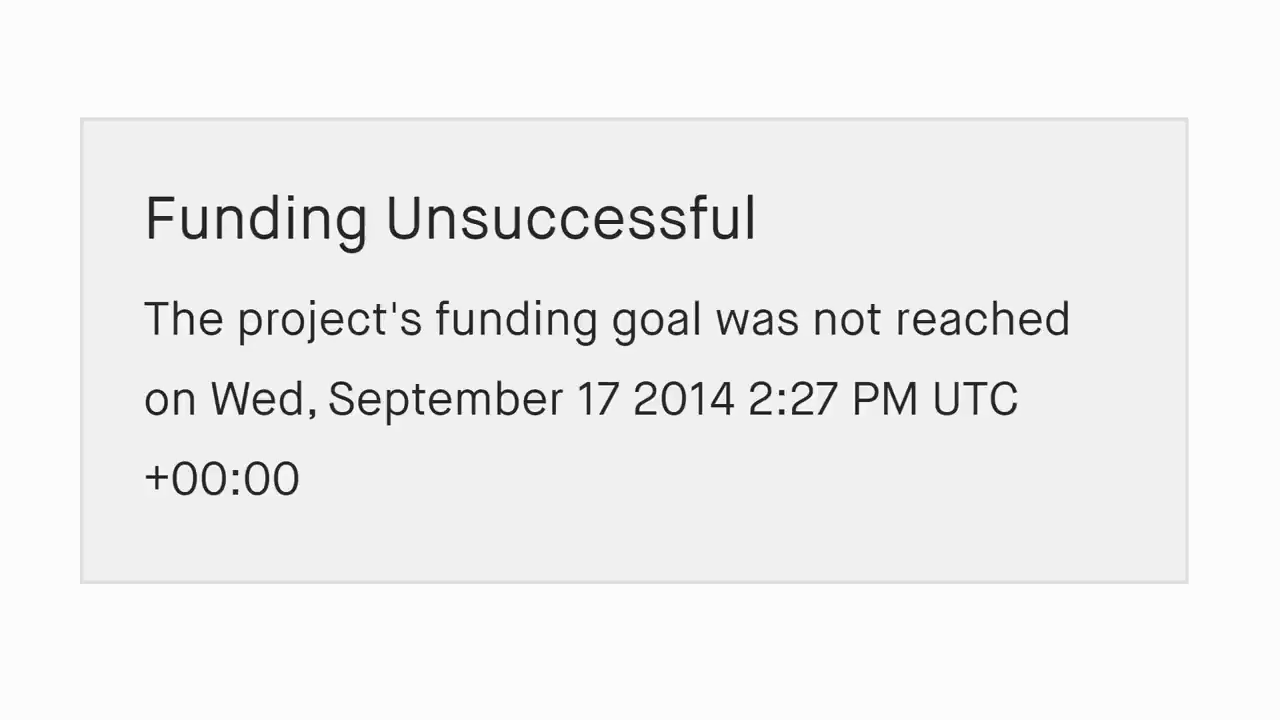 Funding Unsuccessful
The project's funding goal was not reached
on Wed, September 17 2014 2:27 PM UTC
+00:00